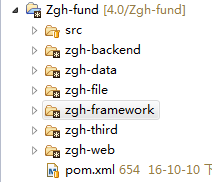 Zgh-fund [4.0/Zgh-fund]
src
zgh-backend
zgh-data
zgh-file
zgh-framework
zgh-third
zgh-web
pom.xml 654 16-10-10 下